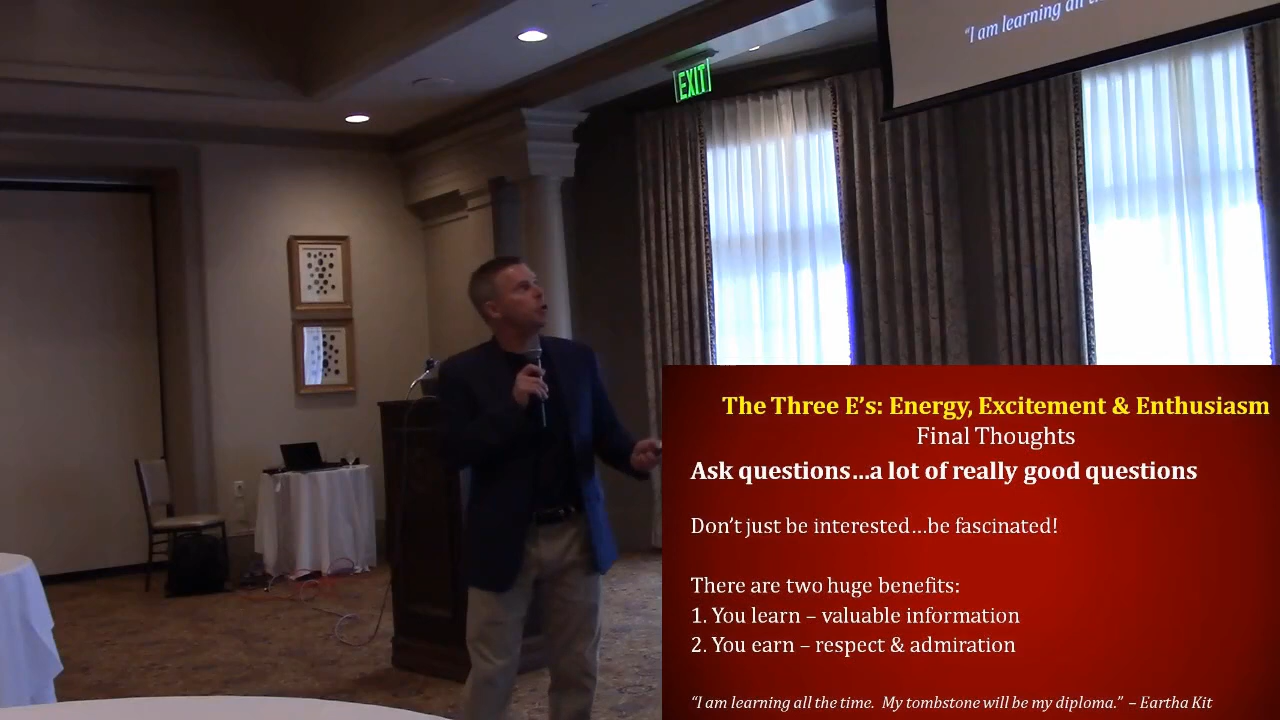 "I am learning all
EXIT
The Three E's: Energy, Excitement & Enthusiasm
Final Thoughts
Ask questions...a lot of really good questions
Don't just be interested...be fascinated!
There are two huge benefits:
1. You learn – valuable information
2. You earn – respect & admiration
"I am learning all the time. My tombstone will be my diploma." – Eartha Kit